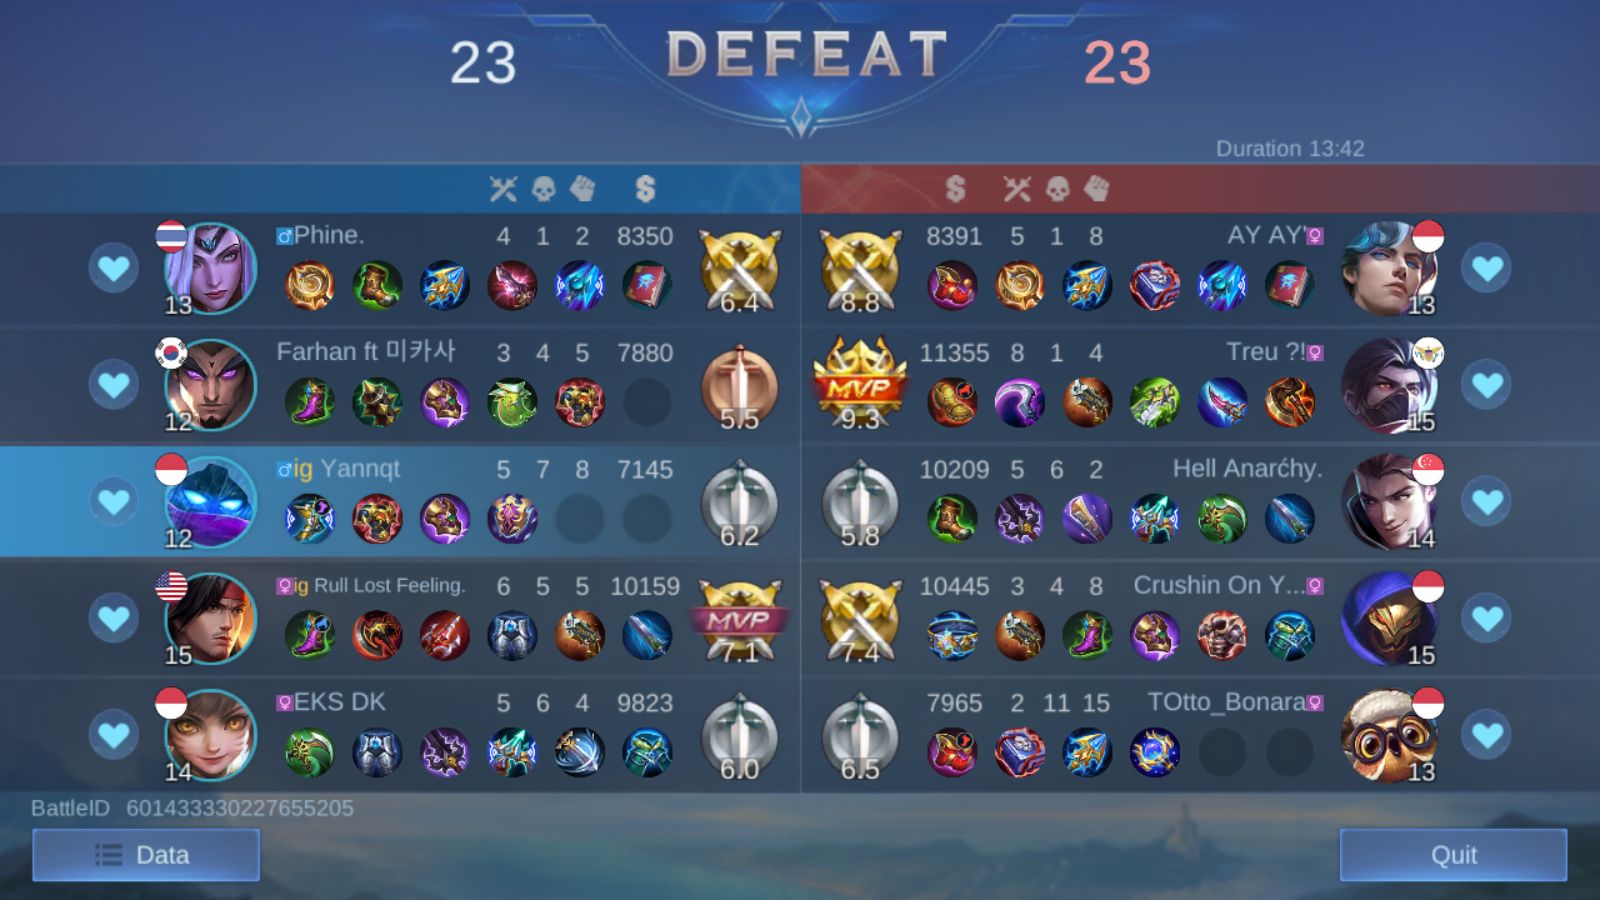 23 DEFEAT 23
Duration 13:42
Phine. 4 1 2 8350
13 6.4
8391 5 1 8 AY AY'
8.8 13
Farhan ft 미카사 3 4 5 7880
12 5.5
11355 8 1 4 Treu ?!
MVP 9.3 15
ig Yannqt 5 7 8 7145
12 6.2
10209 5 6 2 Hell Anarćhy.
5.8 14
ig Rull Lost Feeling. 6 5 5 10159
15 MVP 7.1
10445 3 4 8 Crushin On Y...
7.4 15
EKS DK 5 6 4 9823
14 6.0
7965 2 11 15 TOtto_Bonara
6.5 13
BattleID 601433330227655205
Data
Quit